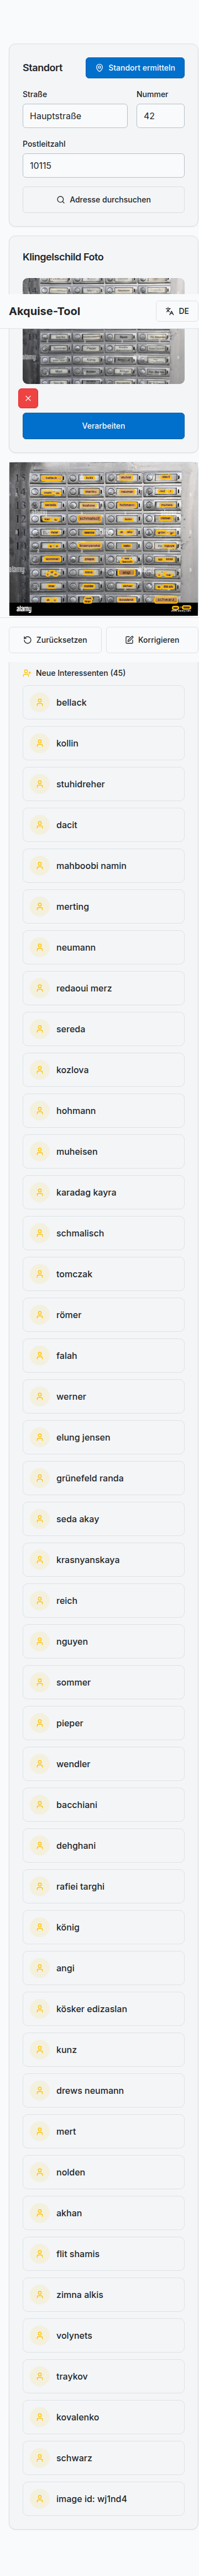 Standort
Standort ermitteln
Straße
Nummer
Hauptstraße
42
Postleitzahl
10115
Adresse durchsuchen
Klingelschild Foto
Akquise-Tool
DE
Verarbeiten
alamy
Zurücksetzen
Korrigieren
Neue Interessenten (45)
bellack
kollin
stuhidreher
dacit
mahboobi namin
merting
neumann
redaoui merz
sereda
kozlova
hohmann
muheisen
karadag kayra
schmalisch
tomczak
römer
falah
werner
elung jensen
grünefeld randa
seda akay
krasnyanskaya
reich
nguyen
sommer
pieper
wendler
bacchiani
dehghani
rafiei targhi
könig
angi
kösker edizaslan
kunz
drews neumann
mert
nolden
akhan
flit shamis
zimna alkis
volynets
traykov
kovalenko
schwarz
image id: wj1nd4